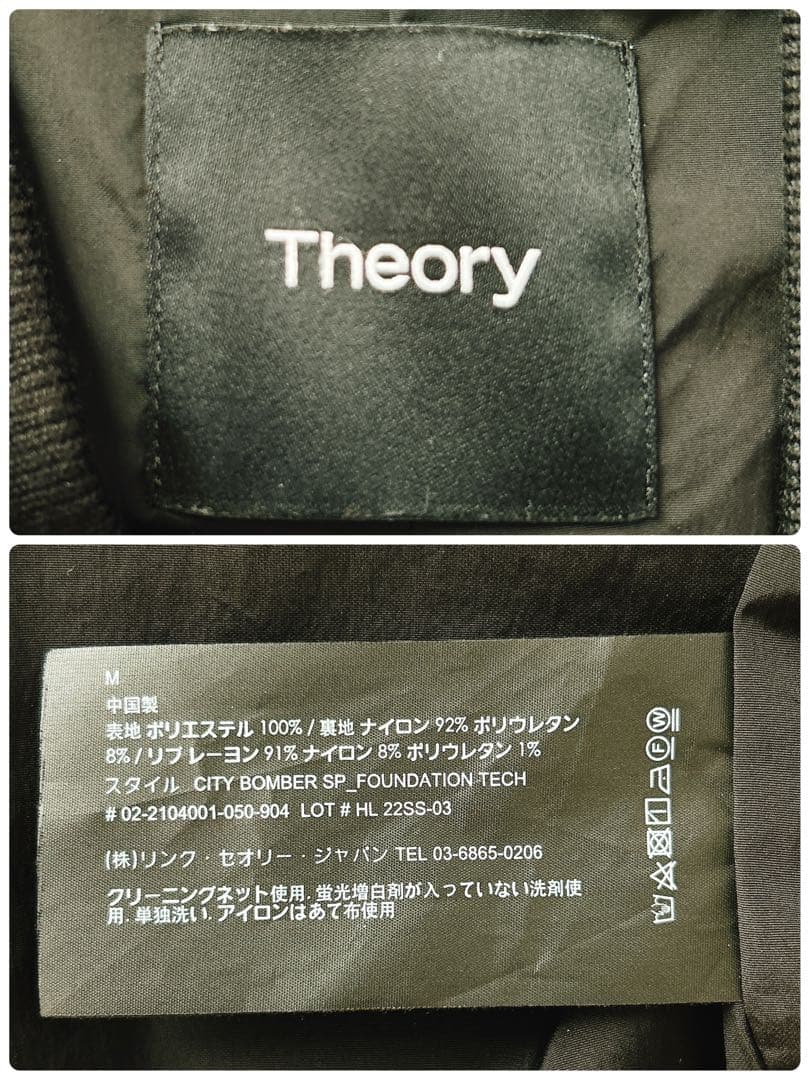 Theory
M
中国製
表地 ポリエステル 100% / 裏地 ナイロン 92% ポリウレタン
8% / リブ レーヨン 91% ナイロン 8% ポリウレタン 1%
スタイル CITY BOMBER SP_FOUNDATION TECH
# 02-2104001-050-904 LOT # HL 22SS-03
(株)リンク・セオリー・ジャパン TEL 03-6865-0206
クリーニングネット使用. 蛍光増白剤が入っていない洗剤使
用. 単独洗い. アイロンはあて布使用
W
F